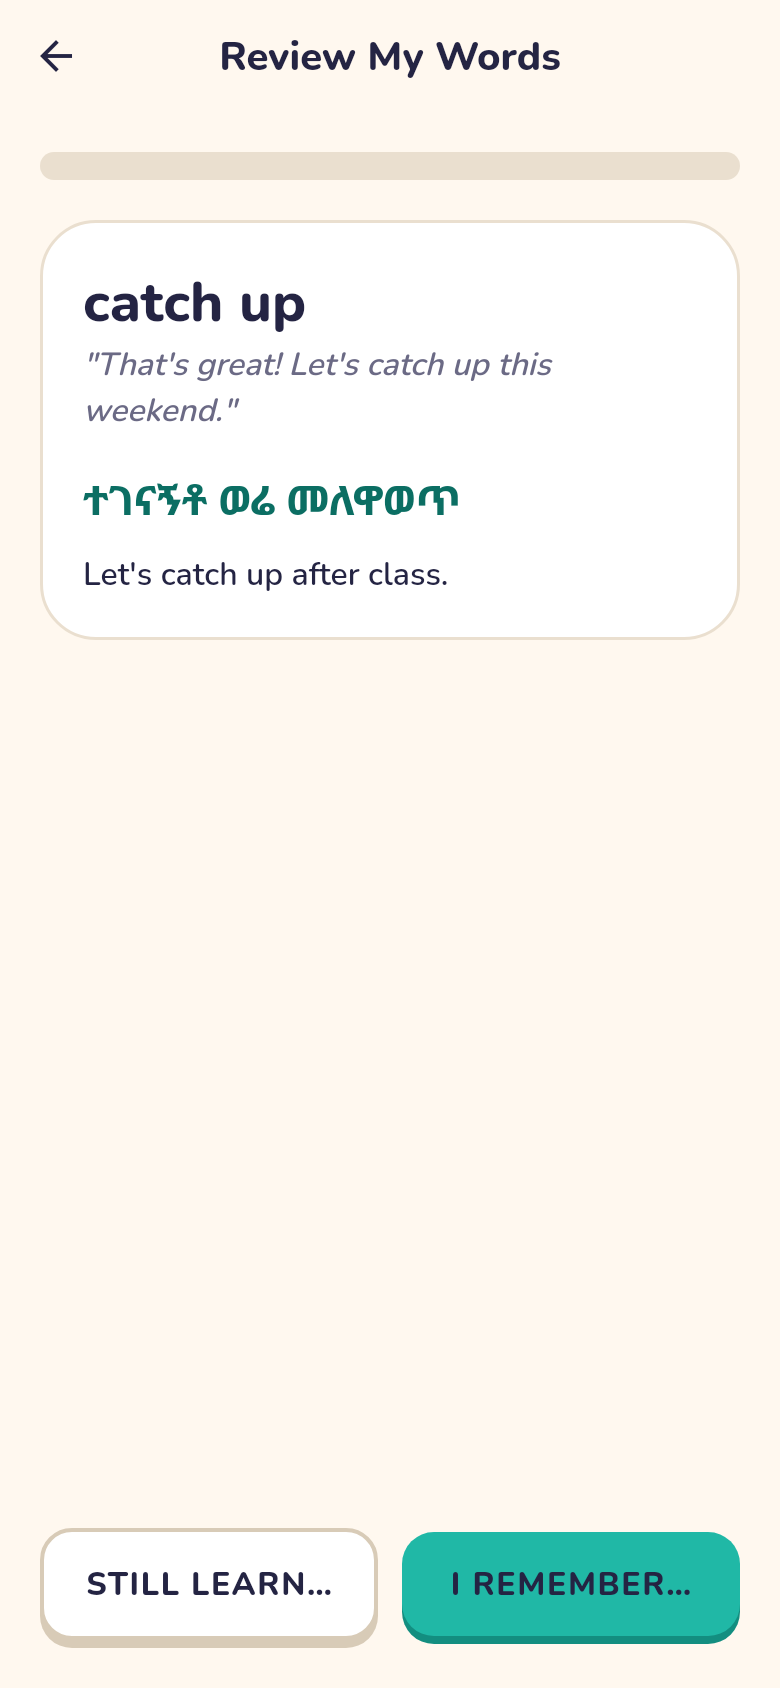 Review My Words
catch up
"That's great! Let's catch up this
weekend."
ተገናኝቶ ወሬ መለዋወጥ
Let's catch up after class.
STILL LEARN...
I REMEMBER...